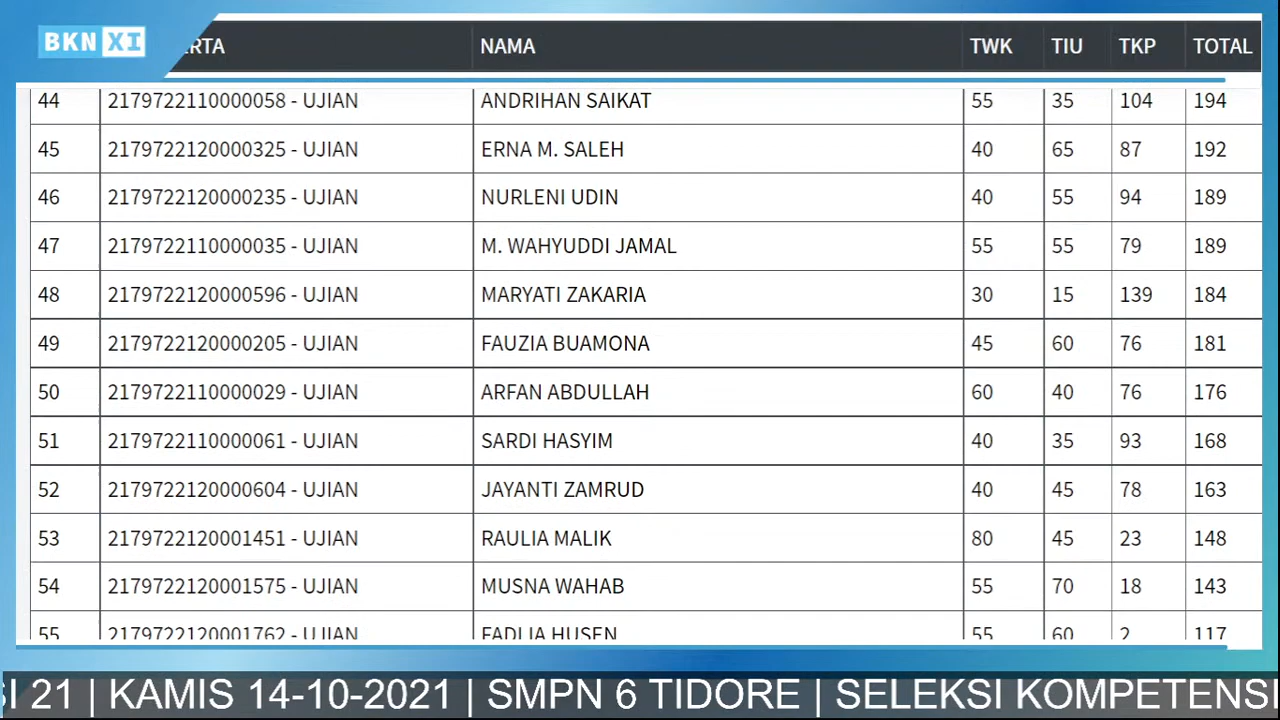 BKN XI
ERTA NAMA TWK TIU TKP TOTAL
44 2179722110000058 - UJIAN ANDRIHAN SAIKAT 55 35 104 194
45 2179722120000325 - UJIAN ERNA M. SALEH 40 65 87 192
46 2179722120000235 - UJIAN NURLENI UDIN 40 55 94 189
47 2179722110000035 - UJIAN M. WAHYUDDI JAMAL 55 55 79 189
48 2179722120000596 - UJIAN MARYATI ZAKARIA 30 15 139 184
49 2179722120000205 - UJIAN FAUZIA BUAMONA 45 60 76 181
50 2179722110000029 - UJIAN ARFAN ABDULLAH 60 40 76 176
51 2179722110000061 - UJIAN SARDI HASYIM 40 35 93 168
52 2179722120000604 - UJIAN JAYANTI ZAMRUD 40 45 78 163
53 2179722120001451 - UJIAN RAULIA MALIK 80 45 23 148
54 2179722120001575 - UJIAN MUSNA WAHAB 55 70 18 143
55 2179722120001762 - UJIAN FADLIA HUSEN 55 60 2 117
SI 21 | KAMIS 14-10-2021 | SMPN 6 TIDORE | SELEKSI KOMPETENSI